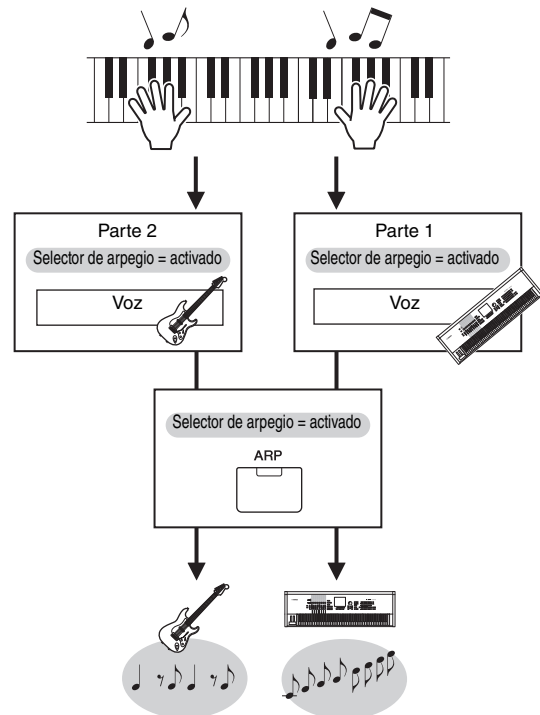 Parte 2
Selector de arpegio = activado
Voz
Parte 1
Selector de arpegio = activado
Voz
Selector de arpegio = activado
ARP